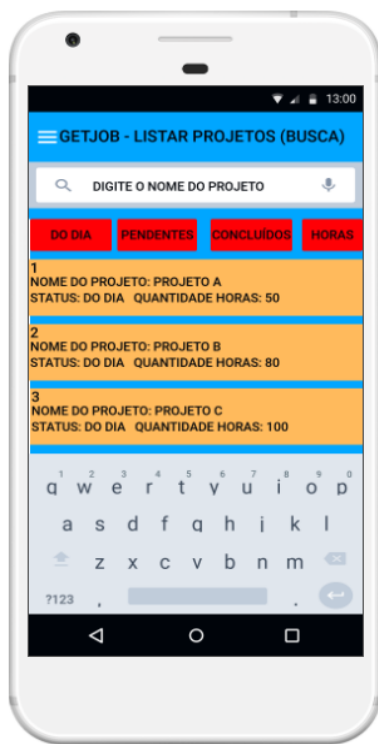 13:00
GETJOB - LISTAR PROJETOS (BUSCA)
DIGITE O NOME DO PROJETO
DO DIA PENDENTES CONCLUÍDOS HORAS
1
NOME DO PROJETO: PROJETO A
STATUS: DO DIA QUANTIDADE HORAS: 50
2
NOME DO PROJETO: PROJETO B
STATUS: DO DIA QUANTIDADE HORAS: 80
3
NOME DO PROJETO: PROJETO C
STATUS: DO DIA QUANTIDADE HORAS: 100
1 2 3 4 5 6 7 8 9 0
q w e r t y u i o p
a s d f g h j k l
z x c v b n m
?123 , .